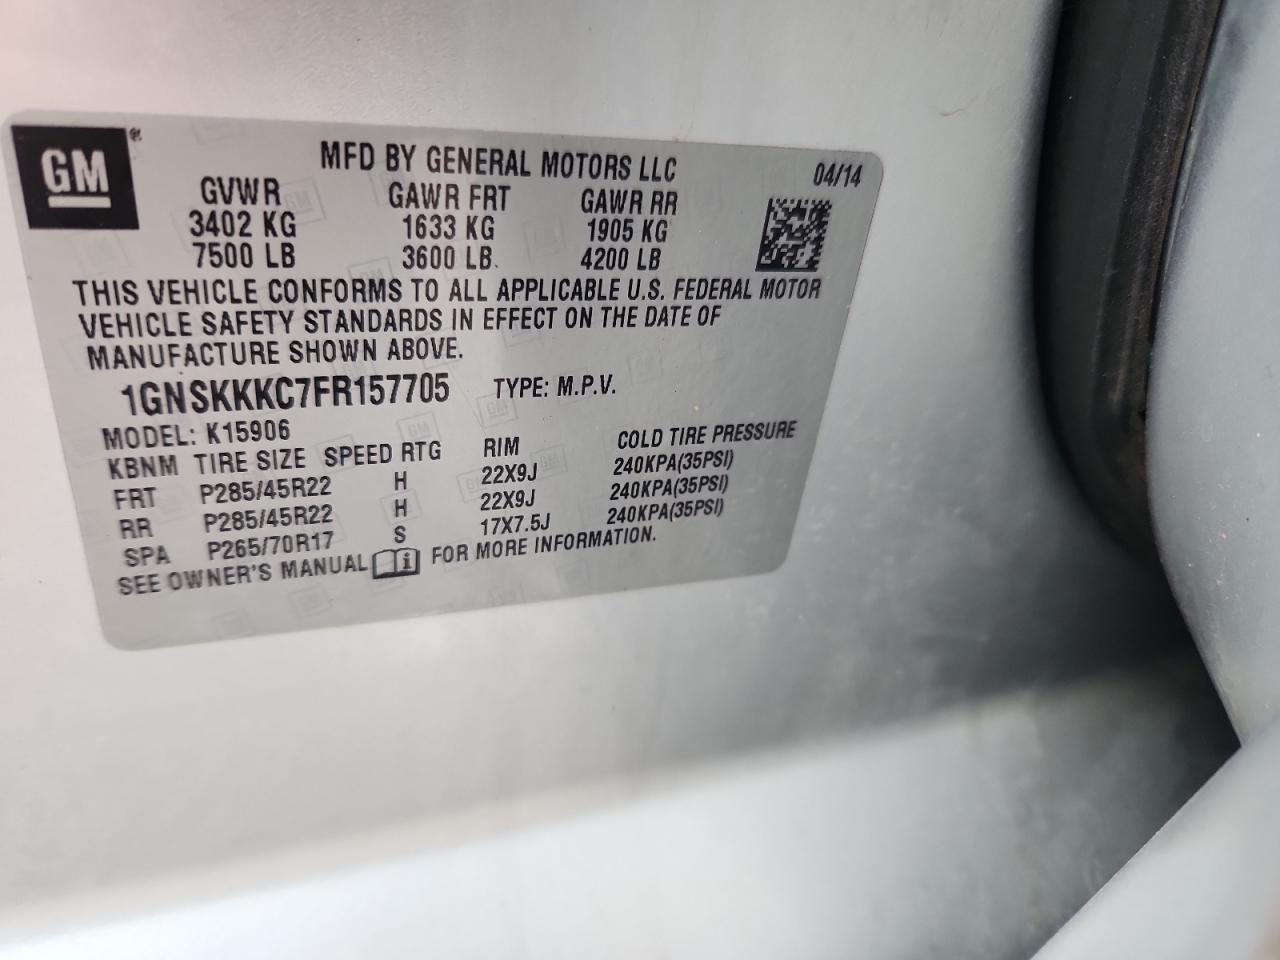 GM®
MFD BY GENERAL MOTORS LLC 04/14
GVWR GAWR FRT GAWR RR
3402 KG 1633 KG 1905 KG
7500 LB 3600 LB. 4200 LB
THIS VEHICLE CONFORMS TO ALL APPLICABLE U.S. FEDERAL MOTOR
VEHICLE SAFETY STANDARDS IN EFFECT ON THE DATE OF
MANUFACTURE SHOWN ABOVE.
1GNSKKKC7FR157705 TYPE: M.P.V.
MODEL: K15906
KBNM TIRE SIZE SPEED RTG RIM COLD TIRE PRESSURE
FRT P285/45R22 H 22X9J 240KPA(35PSI)
RR P285/45R22 H 22X9J 240KPA(35PSI)
SPA P265/70R17 S 17X7.5J 240KPA(35PSI)
SEE OWNER'S MANUAL i FOR MORE INFORMATION.